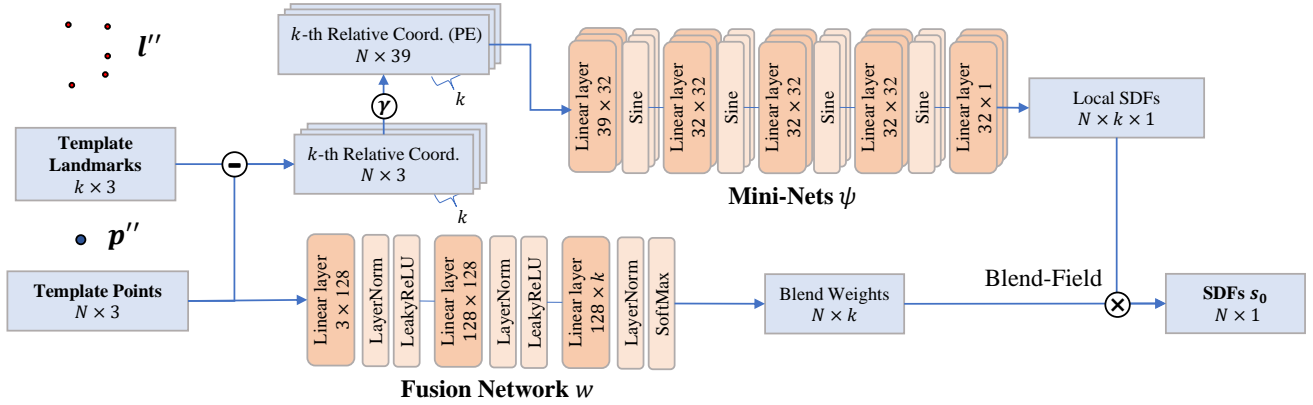 l′′
Template
Landmarks
k × 3
p′′
Template Points
N × 3
−
k-th Relative Coord. (PE)
N × 39
k
γ
k-th Relative Coord.
N × 3
k
Linear layer
39 × 32
Sine
Linear layer
32 × 32
Sine
Linear layer
32 × 32
Sine
Linear layer
32 × 32
Sine
Linear layer
32 × 1
Mini-Nets ψ
Local SDFs
N × k × 1
Linear layer
3 × 128
LayerNorm
LeakyReLU
Linear layer
128 × 128
LayerNorm
LeakyReLU
Linear layer
128 × k
LayerNorm
SoftMax
Fusion Network w
Blend Weights
N × k
Blend-Field
×
SDFs s₀
N × 1